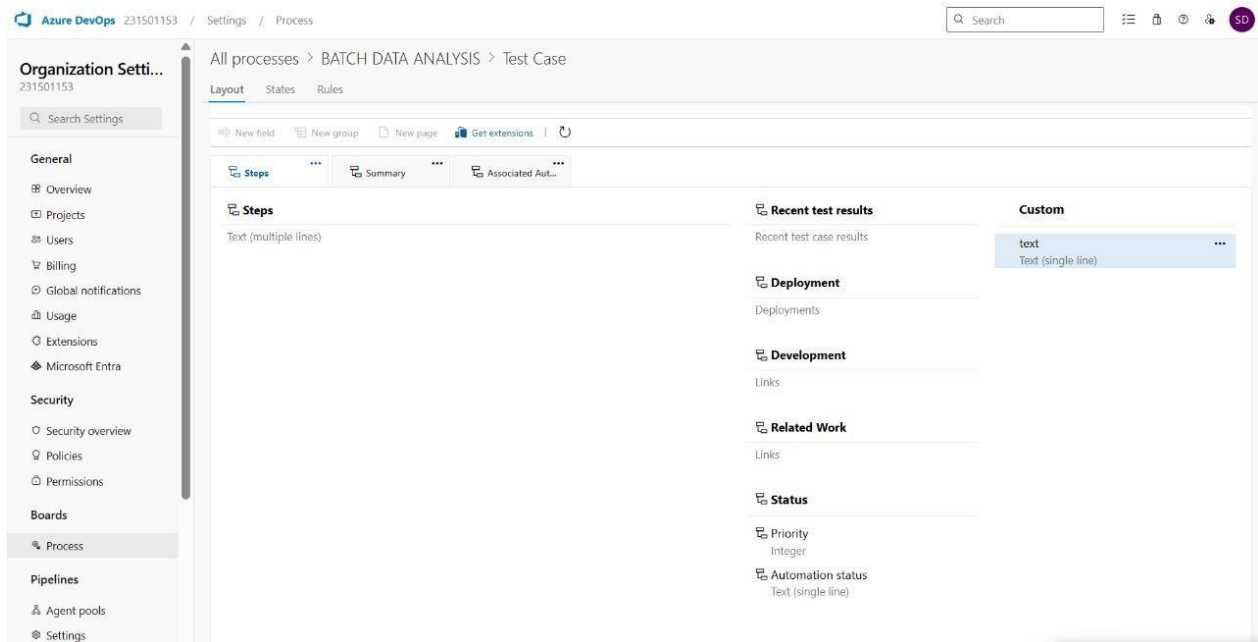 Azure DevOps 231501153 / Settings / Process
Search
SD
Organization Setti...
231501153
Search Settings
General
Overview
Projects
Users
Billing
Global notifications
Usage
Extensions
Microsoft Entra
Security
Security overview
Policies
Permissions
Boards
Process
Pipelines
Agent pools
Settings
All processes > BATCH DATA ANALYSIS > Test Case
Layout States Rules
New field New group New page Get extensions
Steps ... Summary ... Associated Aut... ...
Steps
Text (multiple lines)
Recent test results
Recent test case results
Deployment
Deployments
Development
Links
Related Work
Links
Status
Priority
Integer
Automation status
Text (single line)
Custom
text ...
Text (single line)